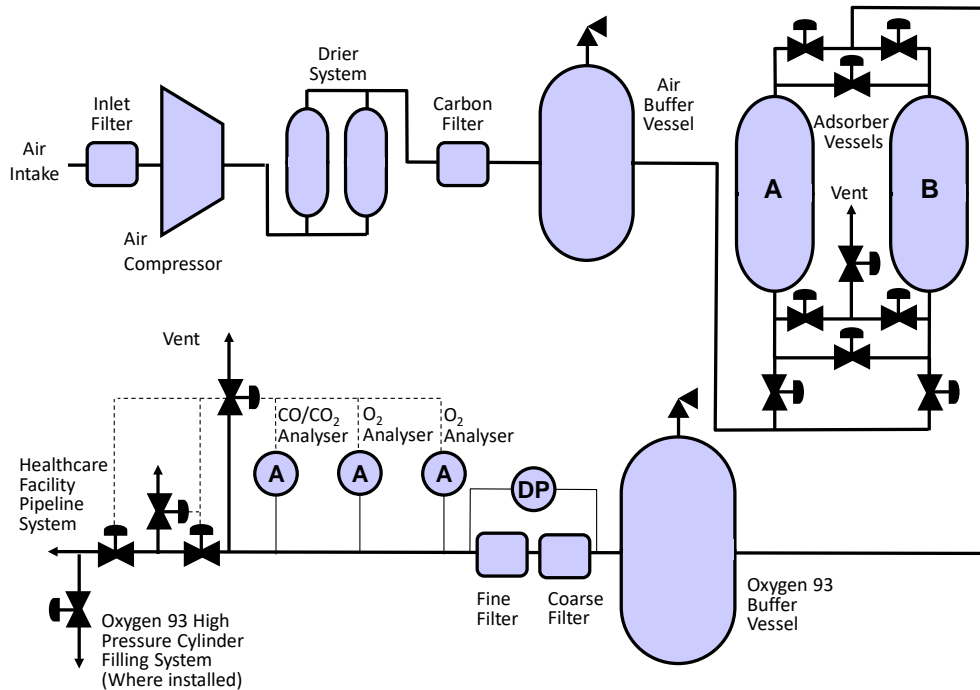 Drier
System
Inlet
Filter
Air
Intake
Air
Compressor
Carbon
Filter
Air
Buffer
Vessel
Adsorber
Vessels
A
B
Vent
Vent
CO/CO₂
Analyser
O₂
Analyser
O₂
Analyser
A
A
A
DP
Healthcare
Facility
Pipeline
System
Fine
Filter
Coarse
Filter
Oxygen 93
Buffer
Vessel
Oxygen 93 High
Pressure Cylinder
Filling System
(Where installed)